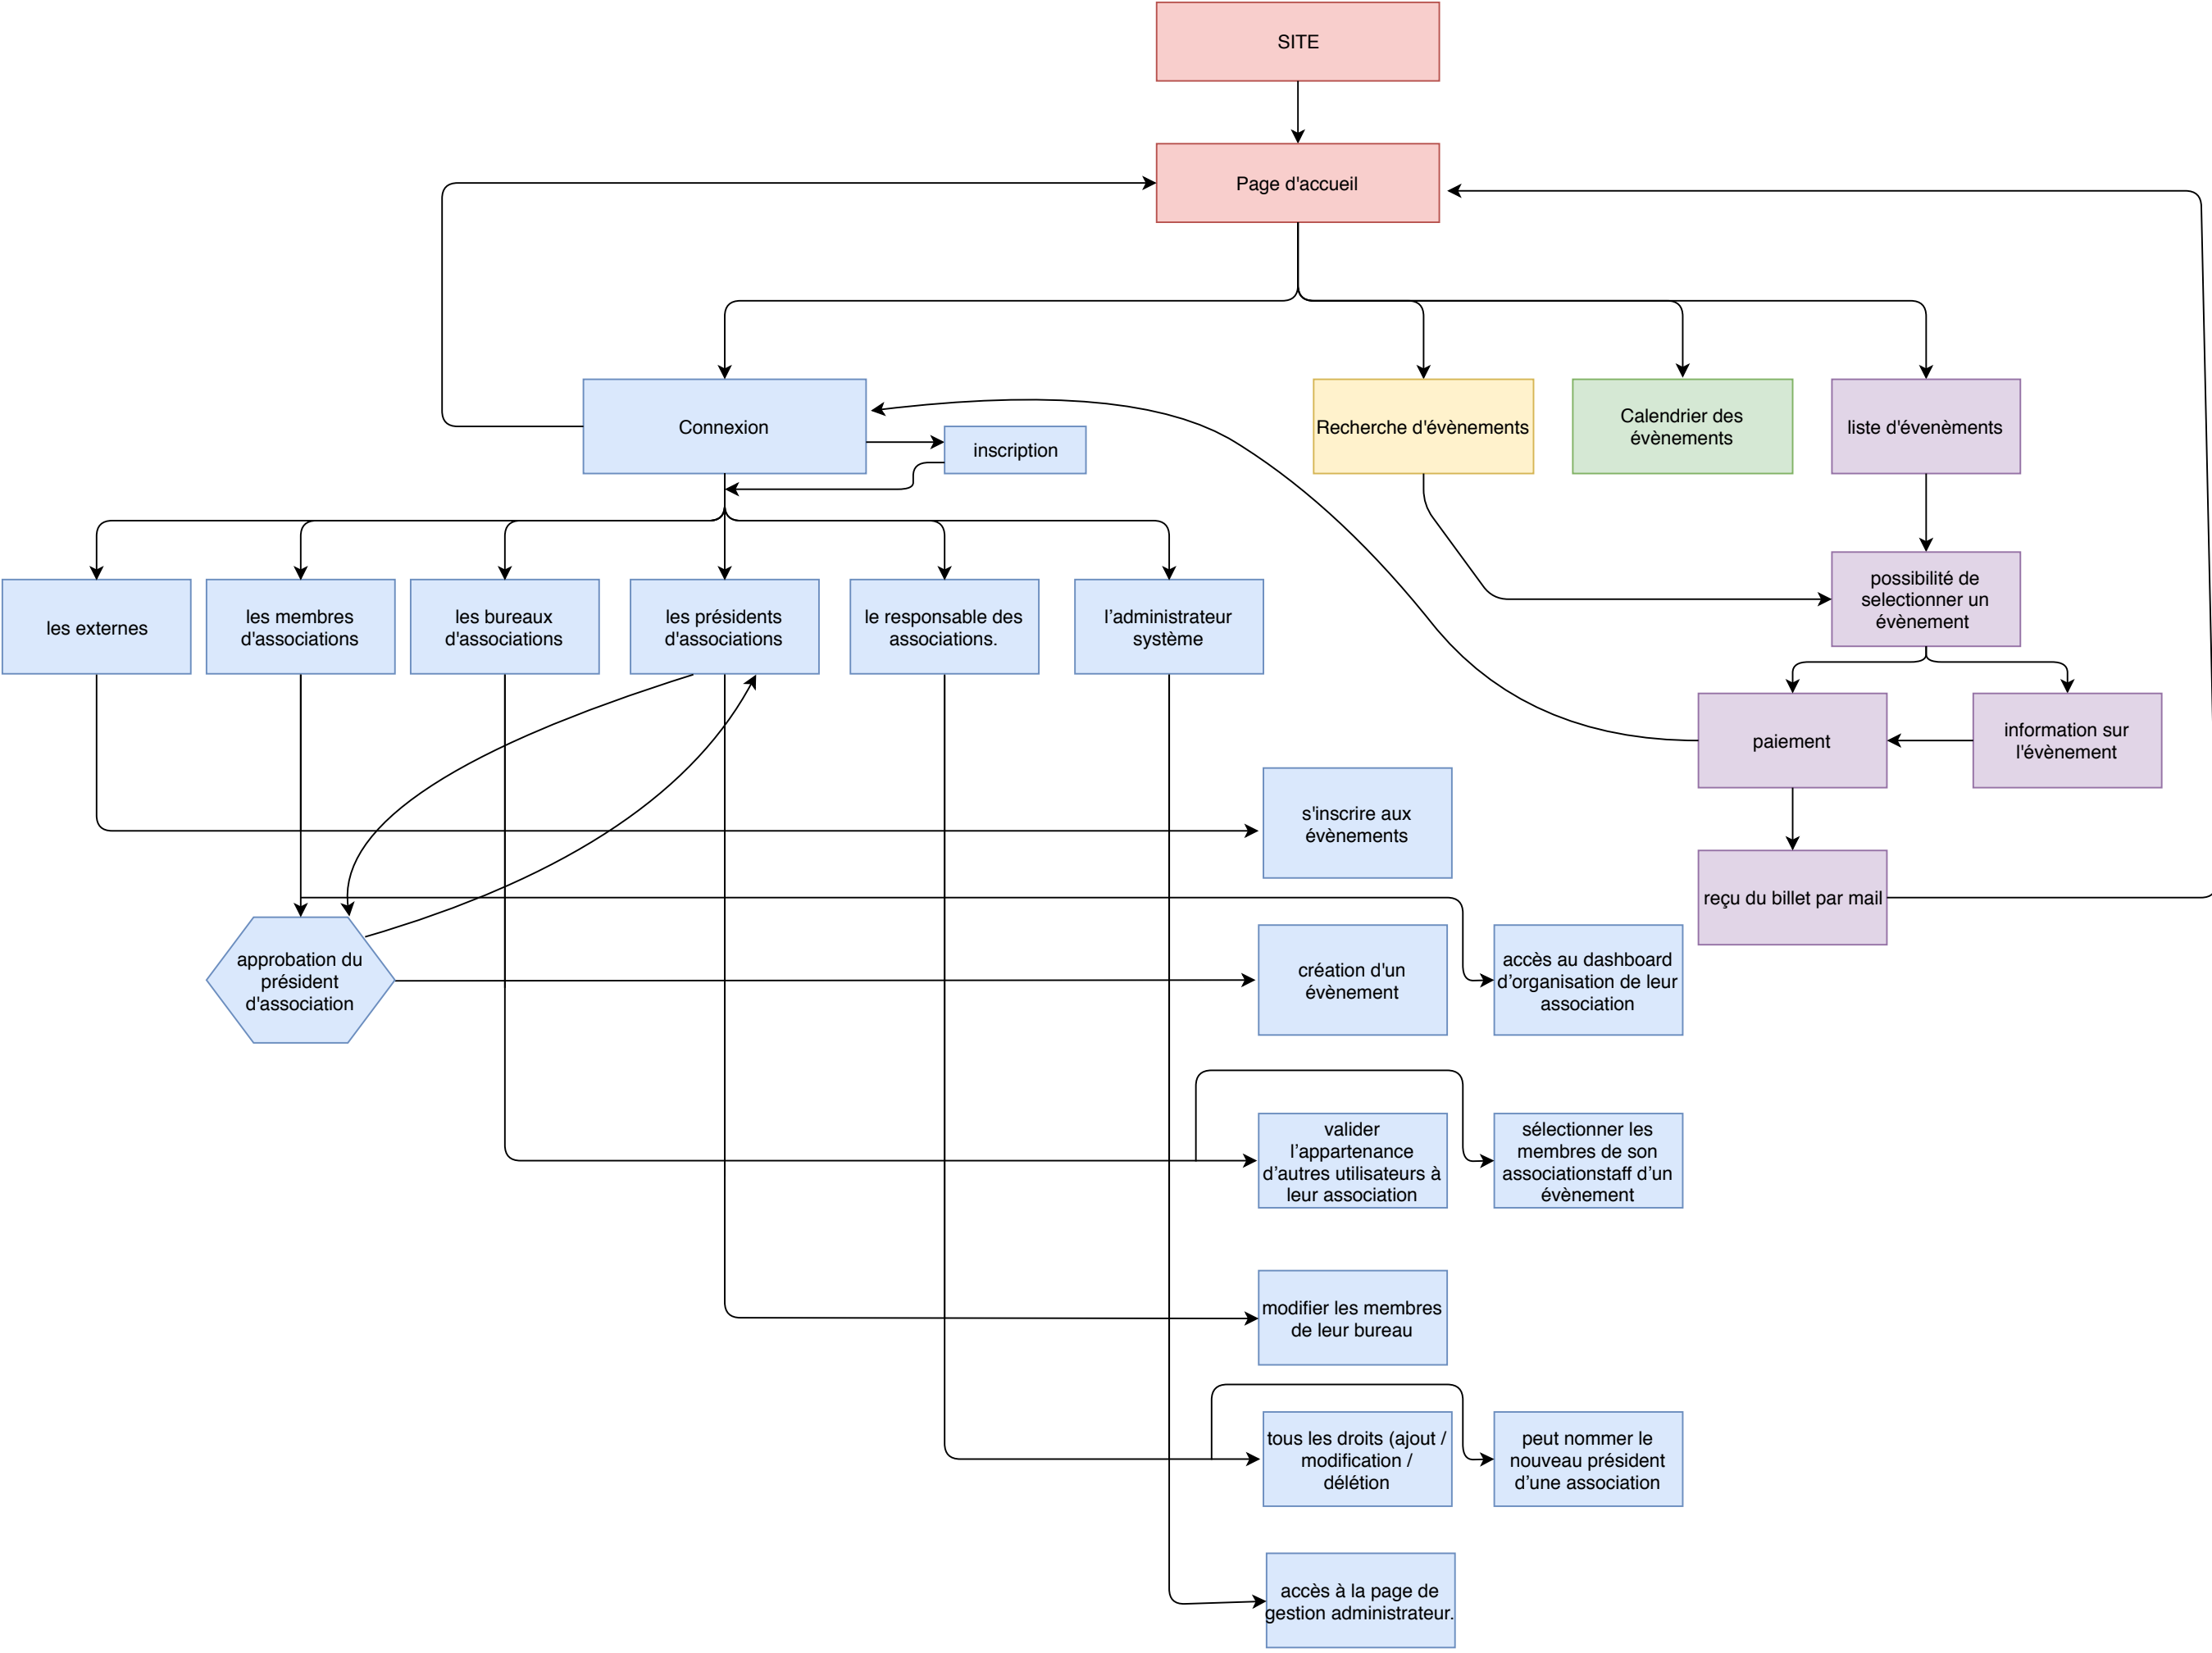 SITE
Page d'accueil
Connexion
inscription
Recherche d'évènements
Calendrier des
évènements
liste d'évenèments
les externes
les membres
d'associations
les bureaux
d'associations
les présidents
d'associations
le responsable des
associations.
l’administrateur
système
possibilité de
selectionner un
évènement
paiement
information sur
l'évènement
s'inscrire aux
évènements
reçu du billet par mail
approbation du
président
d'association
création d'un
évènement
accès au dashboard
d’organisation de leur
association
valider
l’appartenance
d’autres utilisateurs à
leur association
sélectionner les
membres de son
associationstaff d’un
évènement
modifier les membres
de leur bureau
tous les droits (ajout /
modification /
délétion
peut nommer le
nouveau président
d’une association
accès à la page de
gestion administrateur.